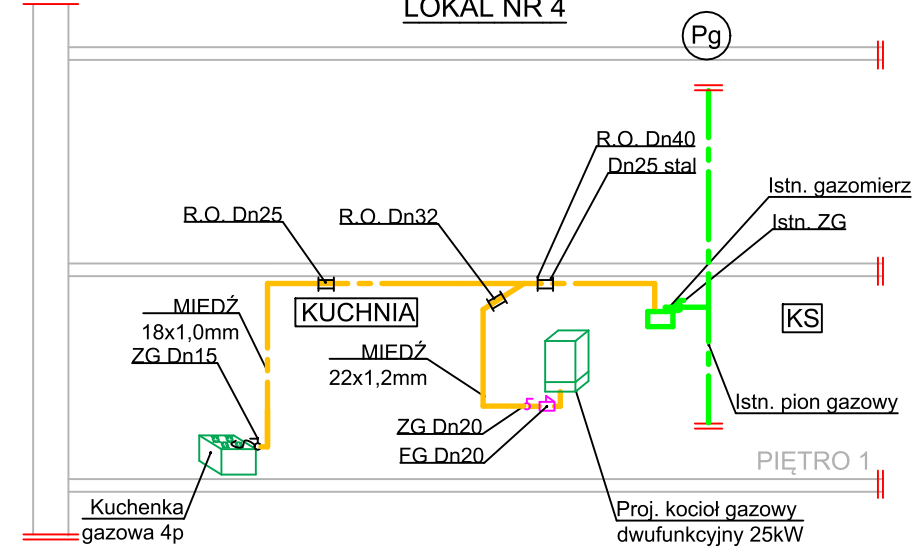 LOKAL NR 4
Pg
R.O. Dn40
Dn25 stal
Istn. gazomierz
R.O. Dn25
R.O. Dn32
Istn. ZG
MIEDŹ
18x1,0mm
KUCHNIA
KS
ZG Dn15
MIEDŹ
22x1,2mm
Istn. pion gazowy
ZG Dn20
FG Dn20
PIĘTRO 1
Kuchenka
gazowa 4p
Proj. kocioł gazowy
dwufunkcyjny 25kW